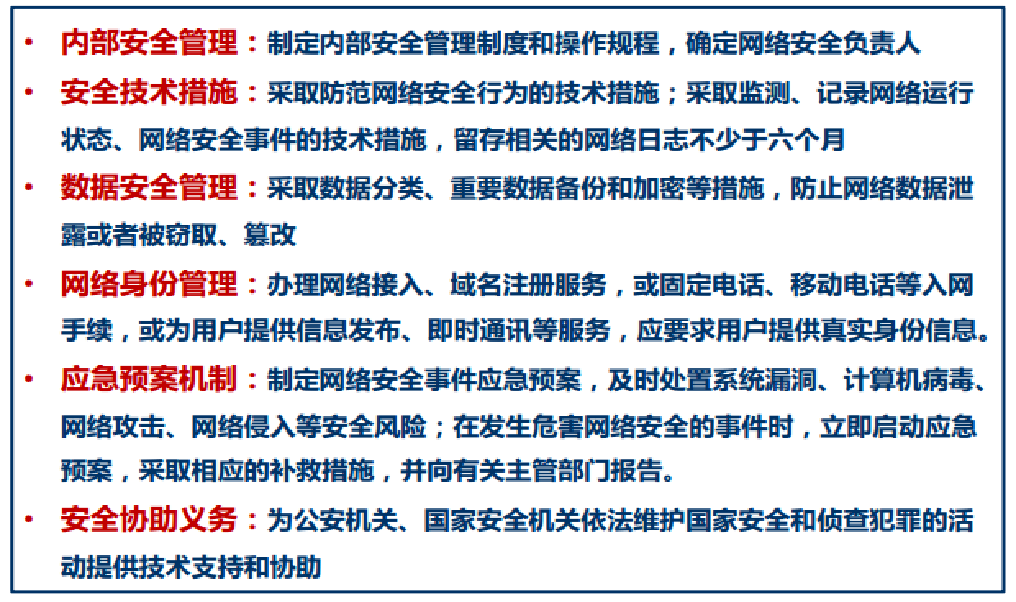 • 内部安全管理：制定内部安全管理制度和操作规程，确定网络安全负责人
• 安全技术措施：采取防范网络安全行为的技术措施；采取监测、记录网络运行
状态、网络安全事件的技术措施，留存相关的网络日志不少于六个月
• 数据安全管理：采取数据分类、重要数据备份和加密等措施，防止网络数据泄
露或者被窃取、篡改
• 网络身份管理：办理网络接入、域名注册服务，或固定电话、移动电话等入网
手续，或为用户提供信息发布、即时通讯等服务，应要求用户提供真实身份信息。
• 应急预案机制：制定网络安全事件应急预案，及时处置系统漏洞、计算机病毒、
网络攻击、网络侵入等安全风险；在发生危害网络安全的事件时，立即启动应急
预案，采取相应的补救措施，并向有关主管部门报告。
• 安全协助义务：为公安机关、国家安全机关依法维护国家安全和侦查犯罪的活
动提供技术支持和协助